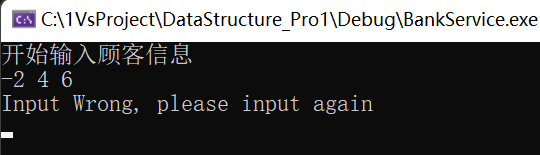 C:\1VsProject\DataStructure_Pro1\Debug\BankService.exe
开始输入顾客信息
-2 4 6
Input Wrong, please input again